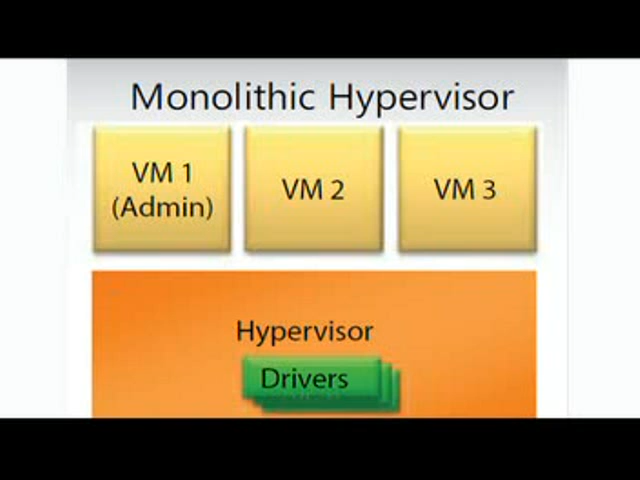 Monolithic Hypervisor
VM 1
(Admin)
VM 2
VM 3
Hypervisor
Drivers